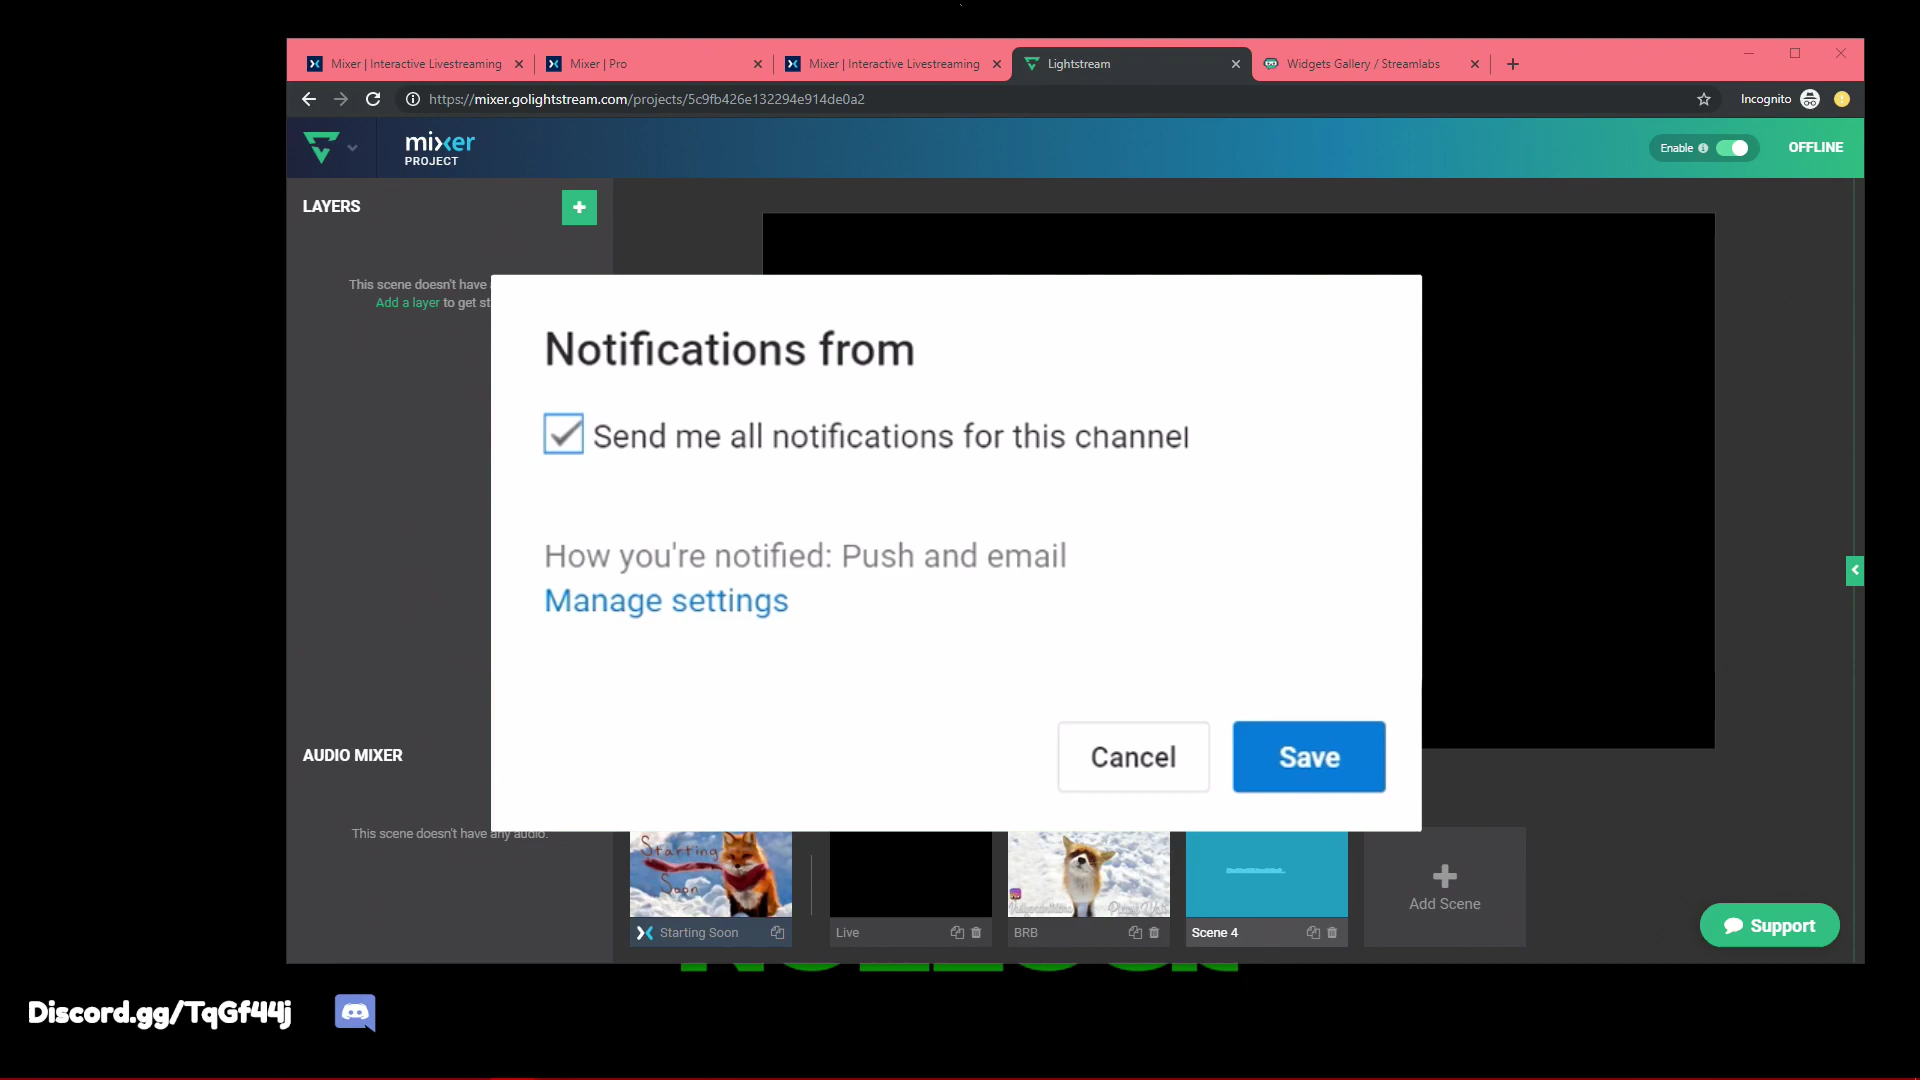 Mixer | Interactive Livestreaming
Mixer | Pro
Mixer | Interactive Livestreaming
Lightstream
Widgets Gallery / Streamlabs
https://mixer.golightstream.com/projects/5c9fb426e132294e914de0a2
Incognito
mixer
PROJECT
Enable
OFFLINE
LAYERS
This scene doesn't have
Add a layer to get st
Notifications from
Send me all notifications for this channel
How you're notified: Push and email
Manage settings
Cancel
Save
AUDIO MIXER
This scene doesn't have any audio.
Starting
Soon
Starting Soon
Live
BRB
Scene 4
Add Scene
Support
Discord.gg/TqGf44j